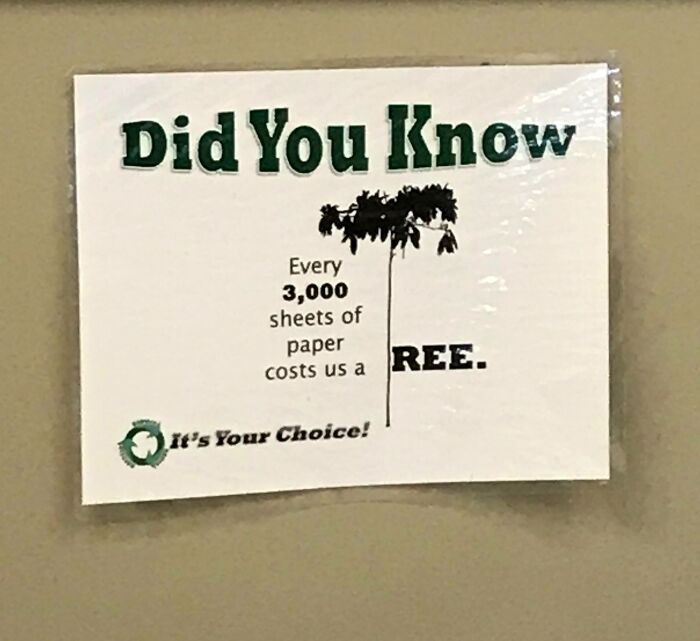 Did You Know
Every
3,000
sheets of
paper
costs us a
REE.
It's Your Choice!